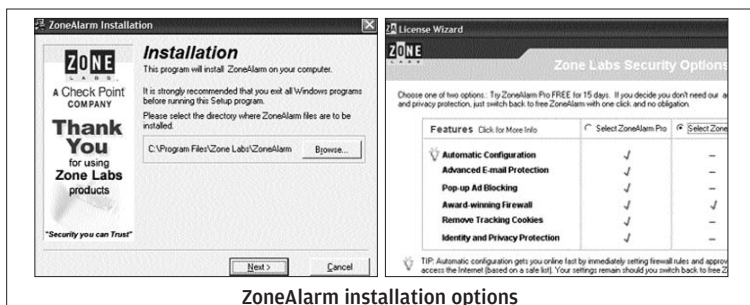 ZoneAlarm Installation
ZONE
LABS
A Check Point
COMPANY
Thank
You
for using
Zone Labs
products
"Security you can Trust"
Installation
This program will install ZoneAlarm on your computer.
It is strongly recommended that you exit all Windows programs
before running this Setup program.
Please select the directory where ZoneAlarm files are to be
installed.
C:\Program Files\Zone Labs\ZoneAlarm
Browse...
Next >
Cancel
License Wizard
ZONE
LABS
Zone Labs Security Options
Choose one of two options.: Try ZoneAlarm Pro FREE for 15 days. If you decide you don't need our
and privacy protection, just switch back to free ZoneAlarm with one click and no obligation.
Features Click for More Info
Select ZoneAlarm Pro
Select Zone
Automatic Configuration
Advanced E-mail Protection
Pop-up Ad Blocking
Award-winning Firewall
Remove Tracking Cookies
Identity and Privacy Protection
TIP: Automatic configuration gets you online fast by immediately setting firewall rules and
access the Internet (based on a safe list). Your settings remain should you switch back to free
ZoneAlarm installation options